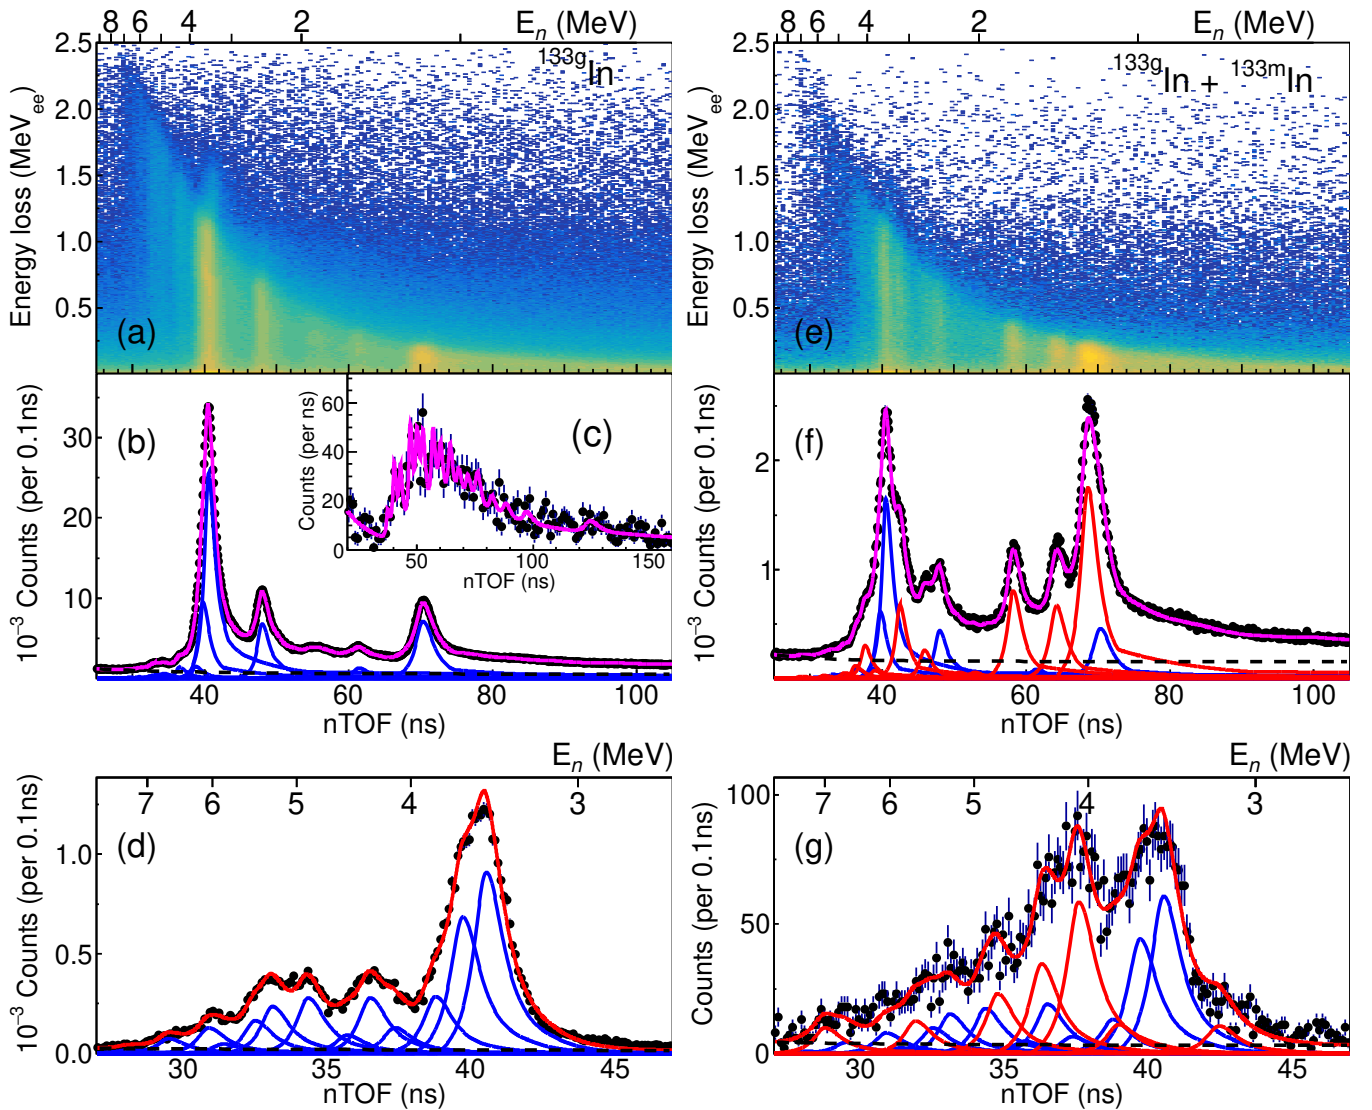 8 6 4 2 E_n (MeV)
2.5
2.0
1.5
1.0
0.5
Energy loss (MeV_ee)
^133g In
(a)
8 6 4 2 E_n (MeV)
2.5
2.0
1.5
1.0
0.5
Energy loss (MeV_ee)
^133g In + ^133m In
(e)
30
20
10
10^−3 Counts (per 0.1ns)
(b)
40 60 80 100
nTOF (ns)
60
40
20
0
Counts (per ns)
(c)
50 100 150
nTOF (ns)
2
1
10^−3 Counts (per 0.1ns)
(f)
40 60 80 100
nTOF (ns)
E_n (MeV)
7 6 5 4 3
1.0
0.5
0.0
10^−3 Counts (per 0.1ns)
(d)
30 35 40 45
nTOF (ns)
E_n (MeV)
7 6 5 4 3
100
50
0
Counts (per 0.1ns)
(g)
30 35 40 45
nTOF (ns)